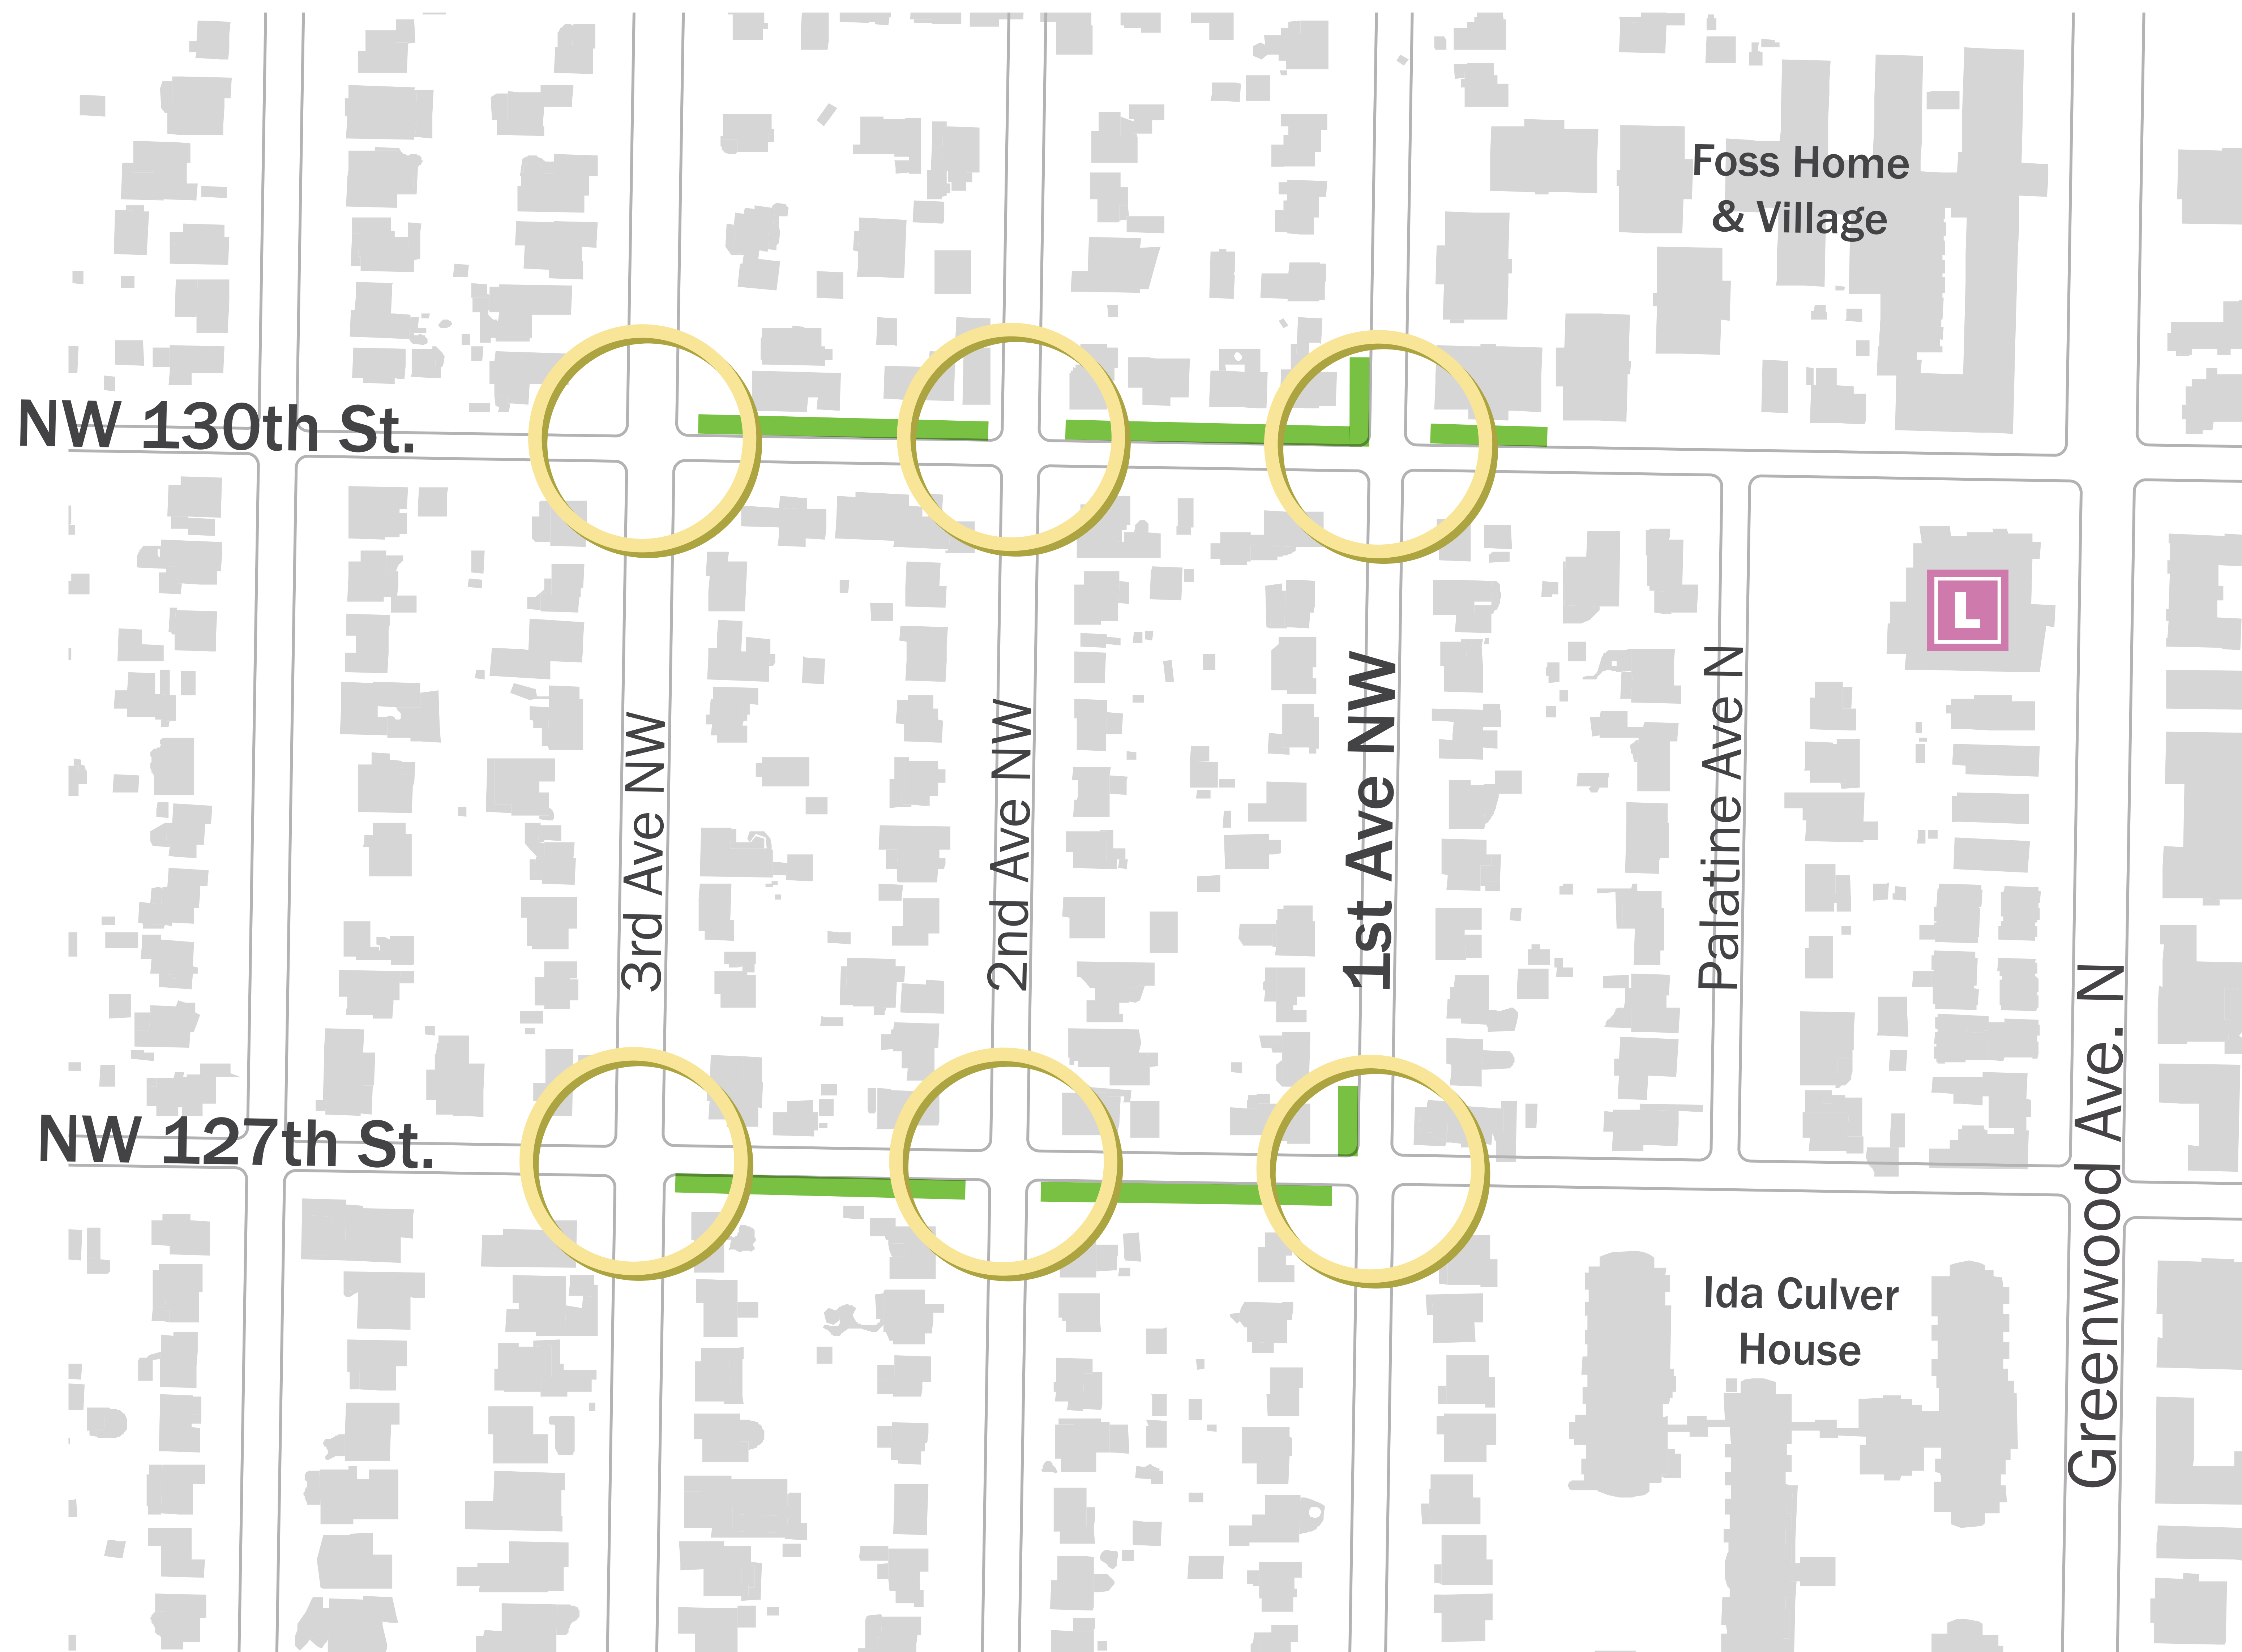 Foss Home
& Village
NW 130th St.
L
3rd Ave NW
2nd Ave NW
1st Ave NW
Palatine Ave N
Greenwood Ave. N
NW 127th St.
Ida Culver
House